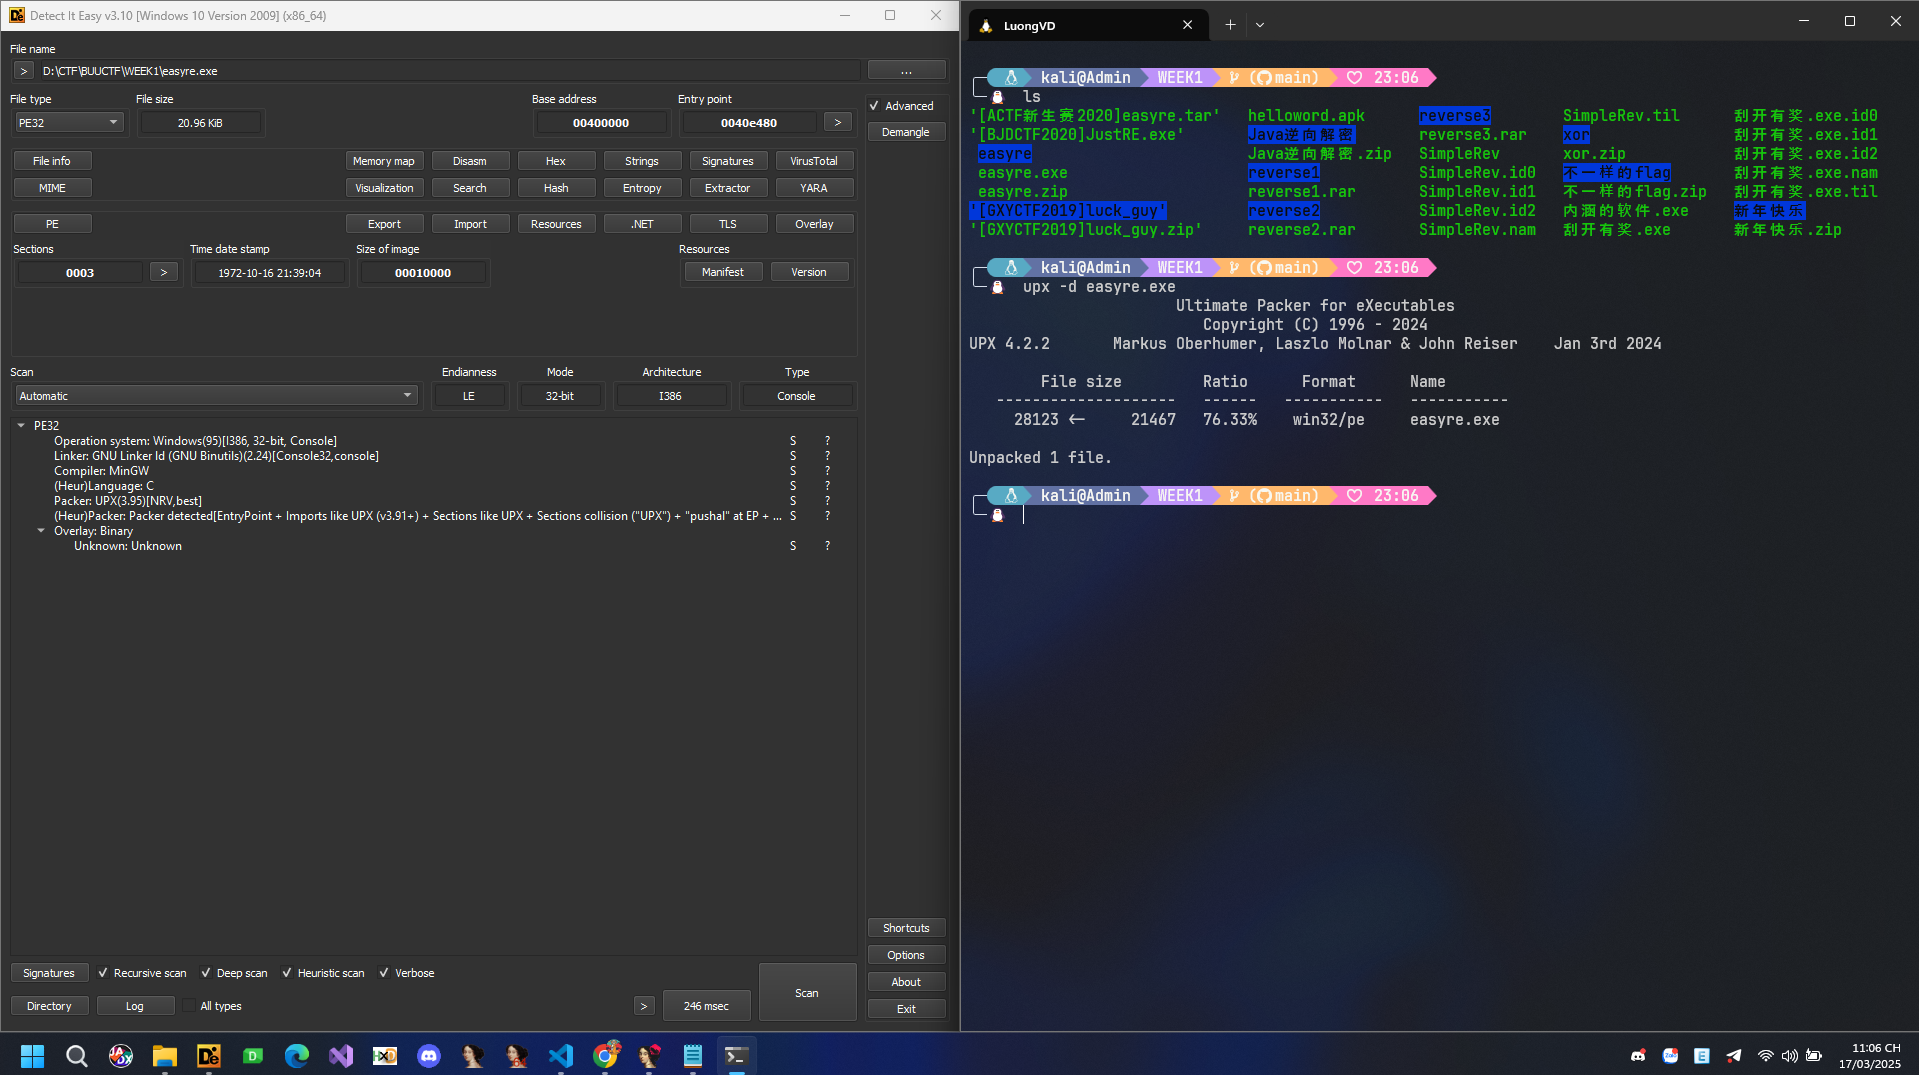 Detect It Easy v3.10 [Windows 10 Version 2009] (x86_64)
File name
> D:\CTF\BUUCTF\WEEK1\easyre.exe ...
File type File size Base address Entry point
PE32 20.96 KiB 00400000 0040e480 >
Advanced
Demangle
File info Memory map Disasm Hex Strings Signatures VirusTotal
MIME Visualization Search Hash Entropy Extractor YARA
PE Export Import Resources .NET TLS Overlay
Sections Time date stamp Size of image Resources
0003 > 1972-10-16 21:39:04 00010000 Manifest Version
Scan Endianness Mode Architecture Type
Automatic LE 32-bit I386 Console
PE32
Operation system: Windows(95)[I386, 32-bit, Console] S ?
Linker: GNU Linker ld (GNU Binutils)(2.24)[Console32,console] S ?
Compiler: MinGW S ?
(Heur)Language: C S ?
Packer: UPX(3.95)[NRV,best] S ?
(Heur)Packer: Packer detected[EntryPoint + Imports like UPX (v3.91+) + Sections like UPX + Sections collision ("UPX") + "pushal" at EP + ... S ?
Overlay: Binary
Unknown: Unknown S ?
Shortcuts
Options
About
Exit
Signatures Recursive scan Deep scan Heuristic scan Verbose
Directory Log All types > 246 msec Scan
LuongVD
kali@Admin WEEK1 (main) 23:06
ls
'[ACTF新生赛2020]easyre.tar' helloword.apk reverse3 SimpleRev.til 刮开有奖.exe.id0
'[BJDCTF2020]JustRE.exe' Java逆向解密 reverse3.rar xor 刮开有奖.exe.id1
easyre Java逆向解密.zip SimpleRev xor.zip 刮开有奖.exe.id2
easyre.exe reverse1 SimpleRev.id0 不一样的flag 刮开有奖.exe.nam
easyre.zip reverse1.rar SimpleRev.id1 不一样的flag.zip 刮开有奖.exe.til
'[GXYCTF2019]luck_guy' reverse2 SimpleRev.id2 内涵的软件.exe 新年快乐
'[GXYCTF2019]luck_guy.zip' reverse2.rar SimpleRev.nam 刮开有奖.exe 新年快乐.zip
kali@Admin WEEK1 (main) 23:06
upx -d easyre.exe
Ultimate Packer for eXecutables
Copyright (C) 1996 - 2024
UPX 4.2.2 Markus Oberhumer, Laszlo Molnar & John Reiser Jan 3rd 2024
File size Ratio Format Name
-------------------- ------ ----------- -----------
28123 <- 21467 76.33% win32/pe easyre.exe
Unpacked 1 file.
kali@Admin WEEK1 (main) 23:06
11:06 CH
17/03/2025